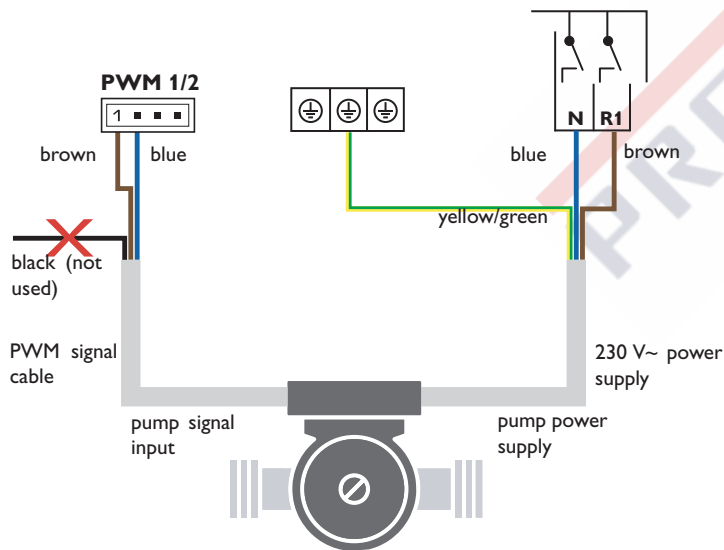 PWM 1/2
1
N R1
brown blue
blue brown
yellow/green
black (not
used)
PWM signal
cable
230 V~ power
supply
pump signal
input
pump power
supply
PRO